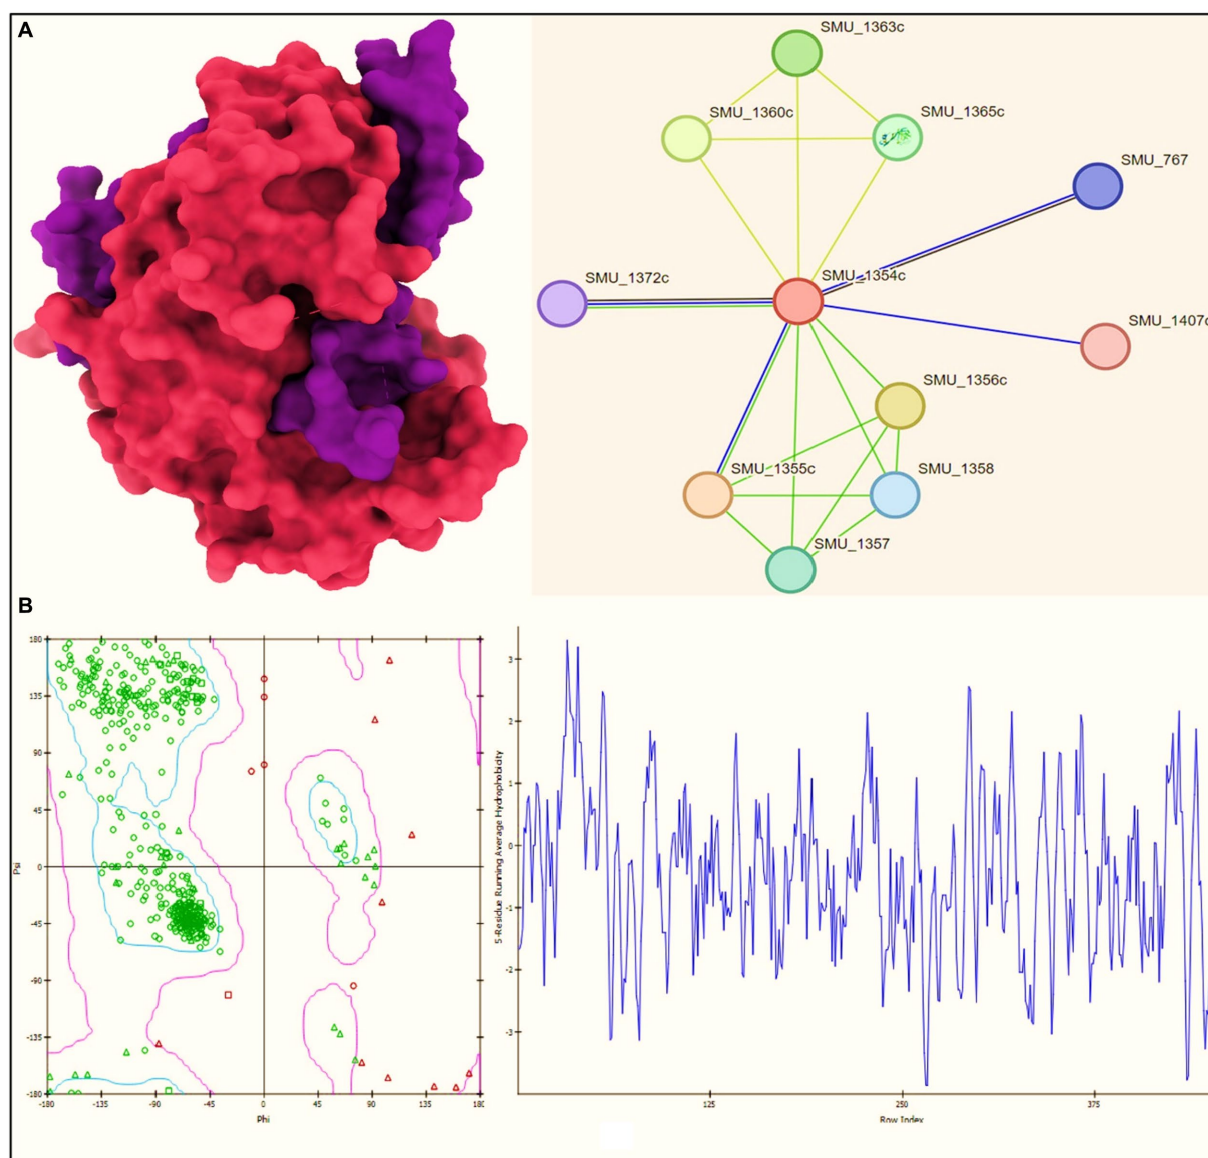 A
SMU_1363c
SMU_1360c
SMU_1365c
SMU_767
SMU_1354c
SMU_1372c
SMU_1407c
SMU_1356c
SMU_1355c
SMU_1358
SMU_1357
B
180
135
90
45
0
-45
-90
-135
-180
Psi
-180 -135 -90 -45 0 45 90 135 180
Phi
3
2
1
0
-1
-2
-3
5-Residue Running Average Hydrophobicity
125 250 375
Row Index